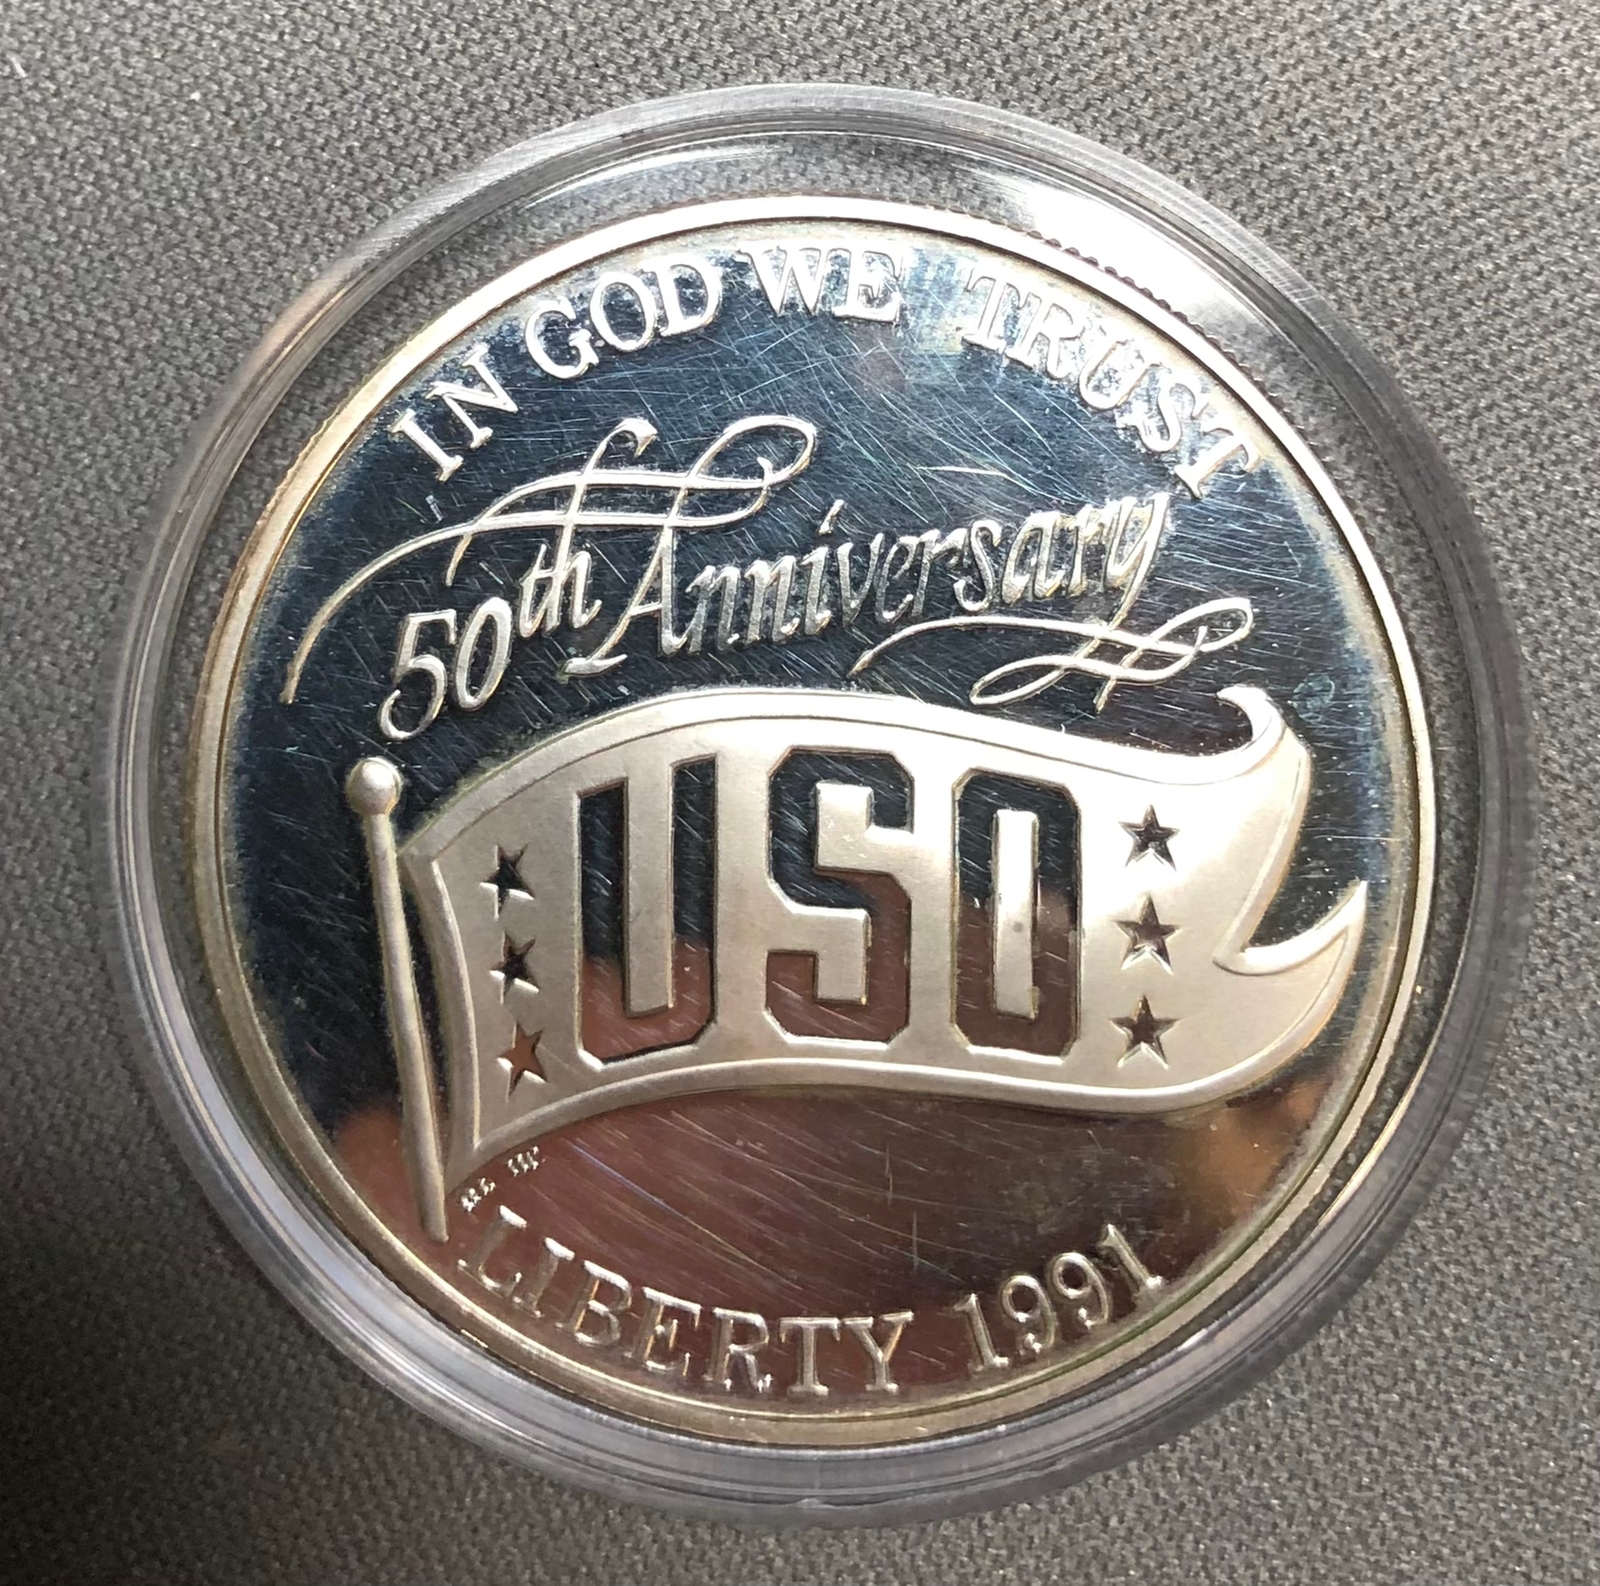 IN GOD WE TRUST
50th Anniversary
USO
LIBERTY 1991